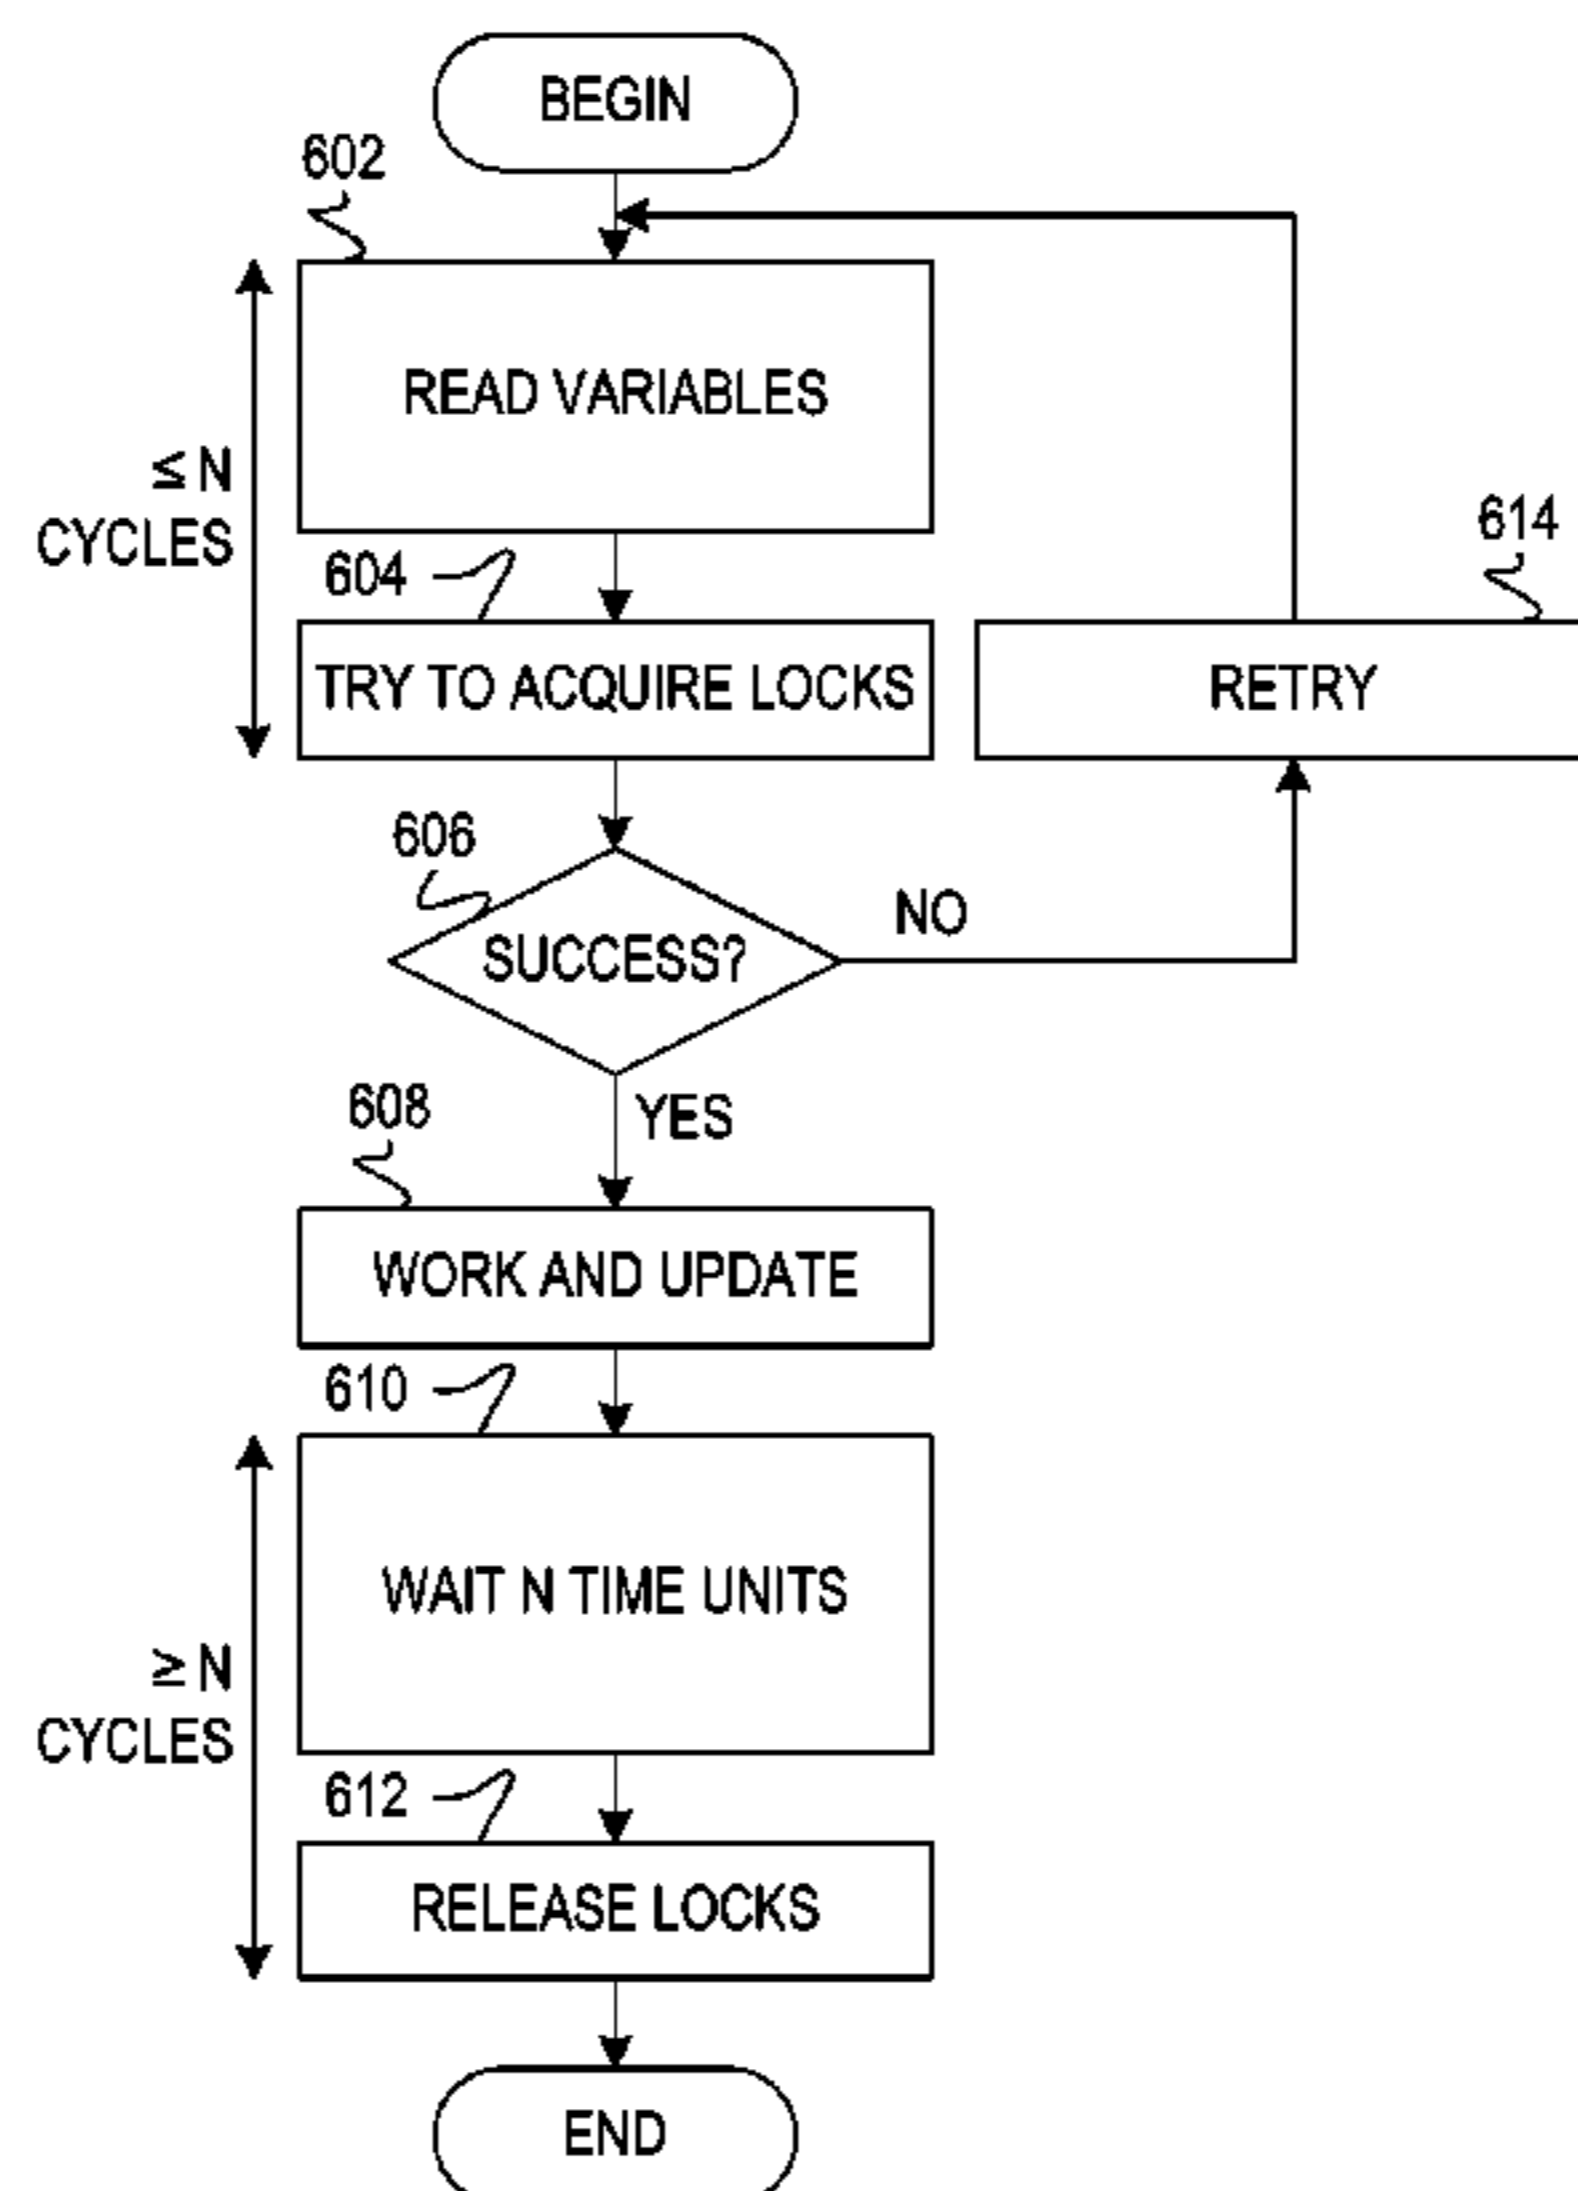 BEGIN
602
READ VARIABLES
≤ N
CYCLES
604
614
TRY TO ACQUIRE LOCKS
RETRY
606
SUCCESS?
NO
YES
608
WORK AND UPDATE
610
WAIT N TIME UNITS
≥ N
CYCLES
612
RELEASE LOCKS
END